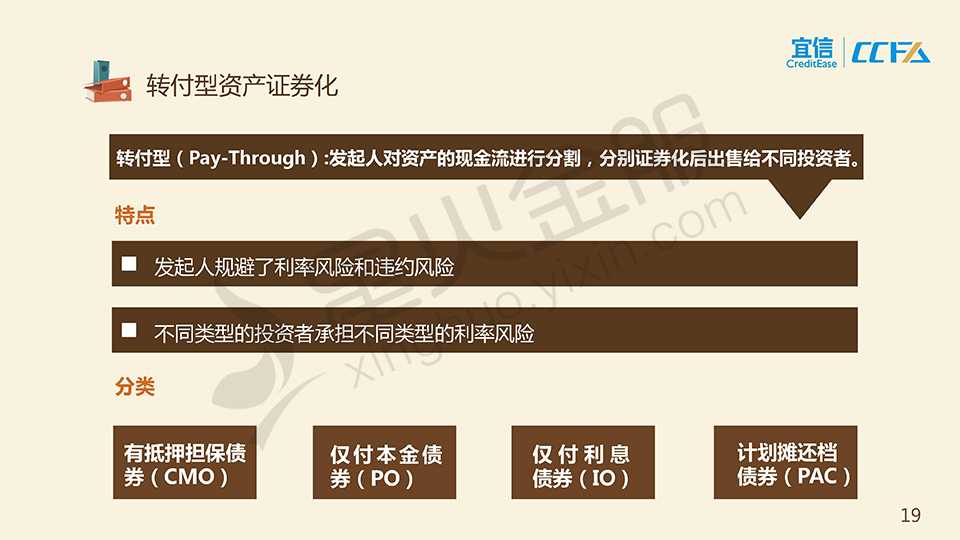 宜信
CreditEase
CCFA
转付型资产证券化
转付型（Pay-Through）:发起人对资产的现金流进行分割，分别证券化后出售给不同投资者。
特点
发起人规避了利率风险和违约风险
不同类型的投资者承担不同类型的利率风险
分类
有抵押担保债
券（CMO）
仅付本金债
券（PO）
仅付利息
债券（IO）
计划摊还档
债券（PAC）
星火金服
xinghuo.yixin.com
19